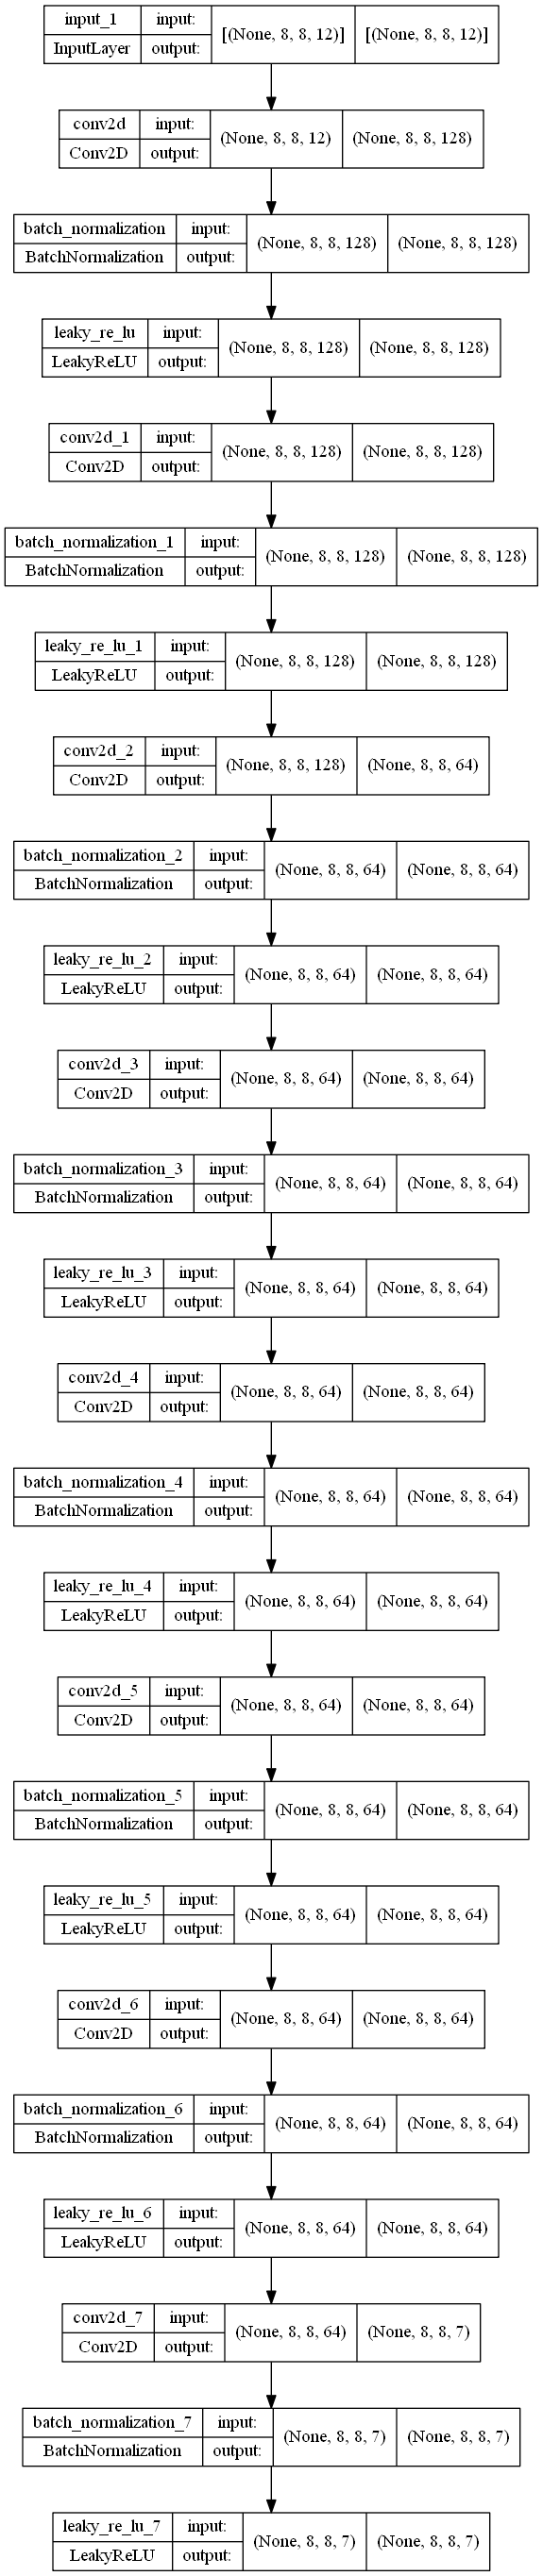 input_1 input: [(None, 8, 8, 12)] [(None, 8, 8, 12)]
InputLayer output:
conv2d input: (None, 8, 8, 12) (None, 8, 8, 128)
Conv2D output:
batch_normalization input: (None, 8, 8, 128) (None, 8, 8, 128)
BatchNormalization output:
leaky_re_lu input: (None, 8, 8, 128) (None, 8, 8, 128)
LeakyReLU output:
conv2d_1 input: (None, 8, 8, 128) (None, 8, 8, 128)
Conv2D output:
batch_normalization_1 input: (None, 8, 8, 128) (None, 8, 8, 128)
BatchNormalization output:
leaky_re_lu_1 input: (None, 8, 8, 128) (None, 8, 8, 128)
LeakyReLU output:
conv2d_2 input: (None, 8, 8, 128) (None, 8, 8, 64)
Conv2D output:
batch_normalization_2 input: (None, 8, 8, 64) (None, 8, 8, 64)
BatchNormalization output:
leaky_re_lu_2 input: (None, 8, 8, 64) (None, 8, 8, 64)
LeakyReLU output:
conv2d_3 input: (None, 8, 8, 64) (None, 8, 8, 64)
Conv2D output:
batch_normalization_3 input: (None, 8, 8, 64) (None, 8, 8, 64)
BatchNormalization output:
leaky_re_lu_3 input: (None, 8, 8, 64) (None, 8, 8, 64)
LeakyReLU output:
conv2d_4 input: (None, 8, 8, 64) (None, 8, 8, 64)
Conv2D output:
batch_normalization_4 input: (None, 8, 8, 64) (None, 8, 8, 64)
BatchNormalization output:
leaky_re_lu_4 input: (None, 8, 8, 64) (None, 8, 8, 64)
LeakyReLU output:
conv2d_5 input: (None, 8, 8, 64) (None, 8, 8, 64)
Conv2D output:
batch_normalization_5 input: (None, 8, 8, 64) (None, 8, 8, 64)
BatchNormalization output:
leaky_re_lu_5 input: (None, 8, 8, 64) (None, 8, 8, 64)
LeakyReLU output:
conv2d_6 input: (None, 8, 8, 64) (None, 8, 8, 64)
Conv2D output:
batch_normalization_6 input: (None, 8, 8, 64) (None, 8, 8, 64)
BatchNormalization output:
leaky_re_lu_6 input: (None, 8, 8, 64) (None, 8, 8, 64)
LeakyReLU output:
conv2d_7 input: (None, 8, 8, 64) (None, 8, 8, 7)
Conv2D output:
batch_normalization_7 input: (None, 8, 8, 7) (None, 8, 8, 7)
BatchNormalization output:
leaky_re_lu_7 input: (None, 8, 8, 7) (None, 8, 8, 7)
LeakyReLU output: